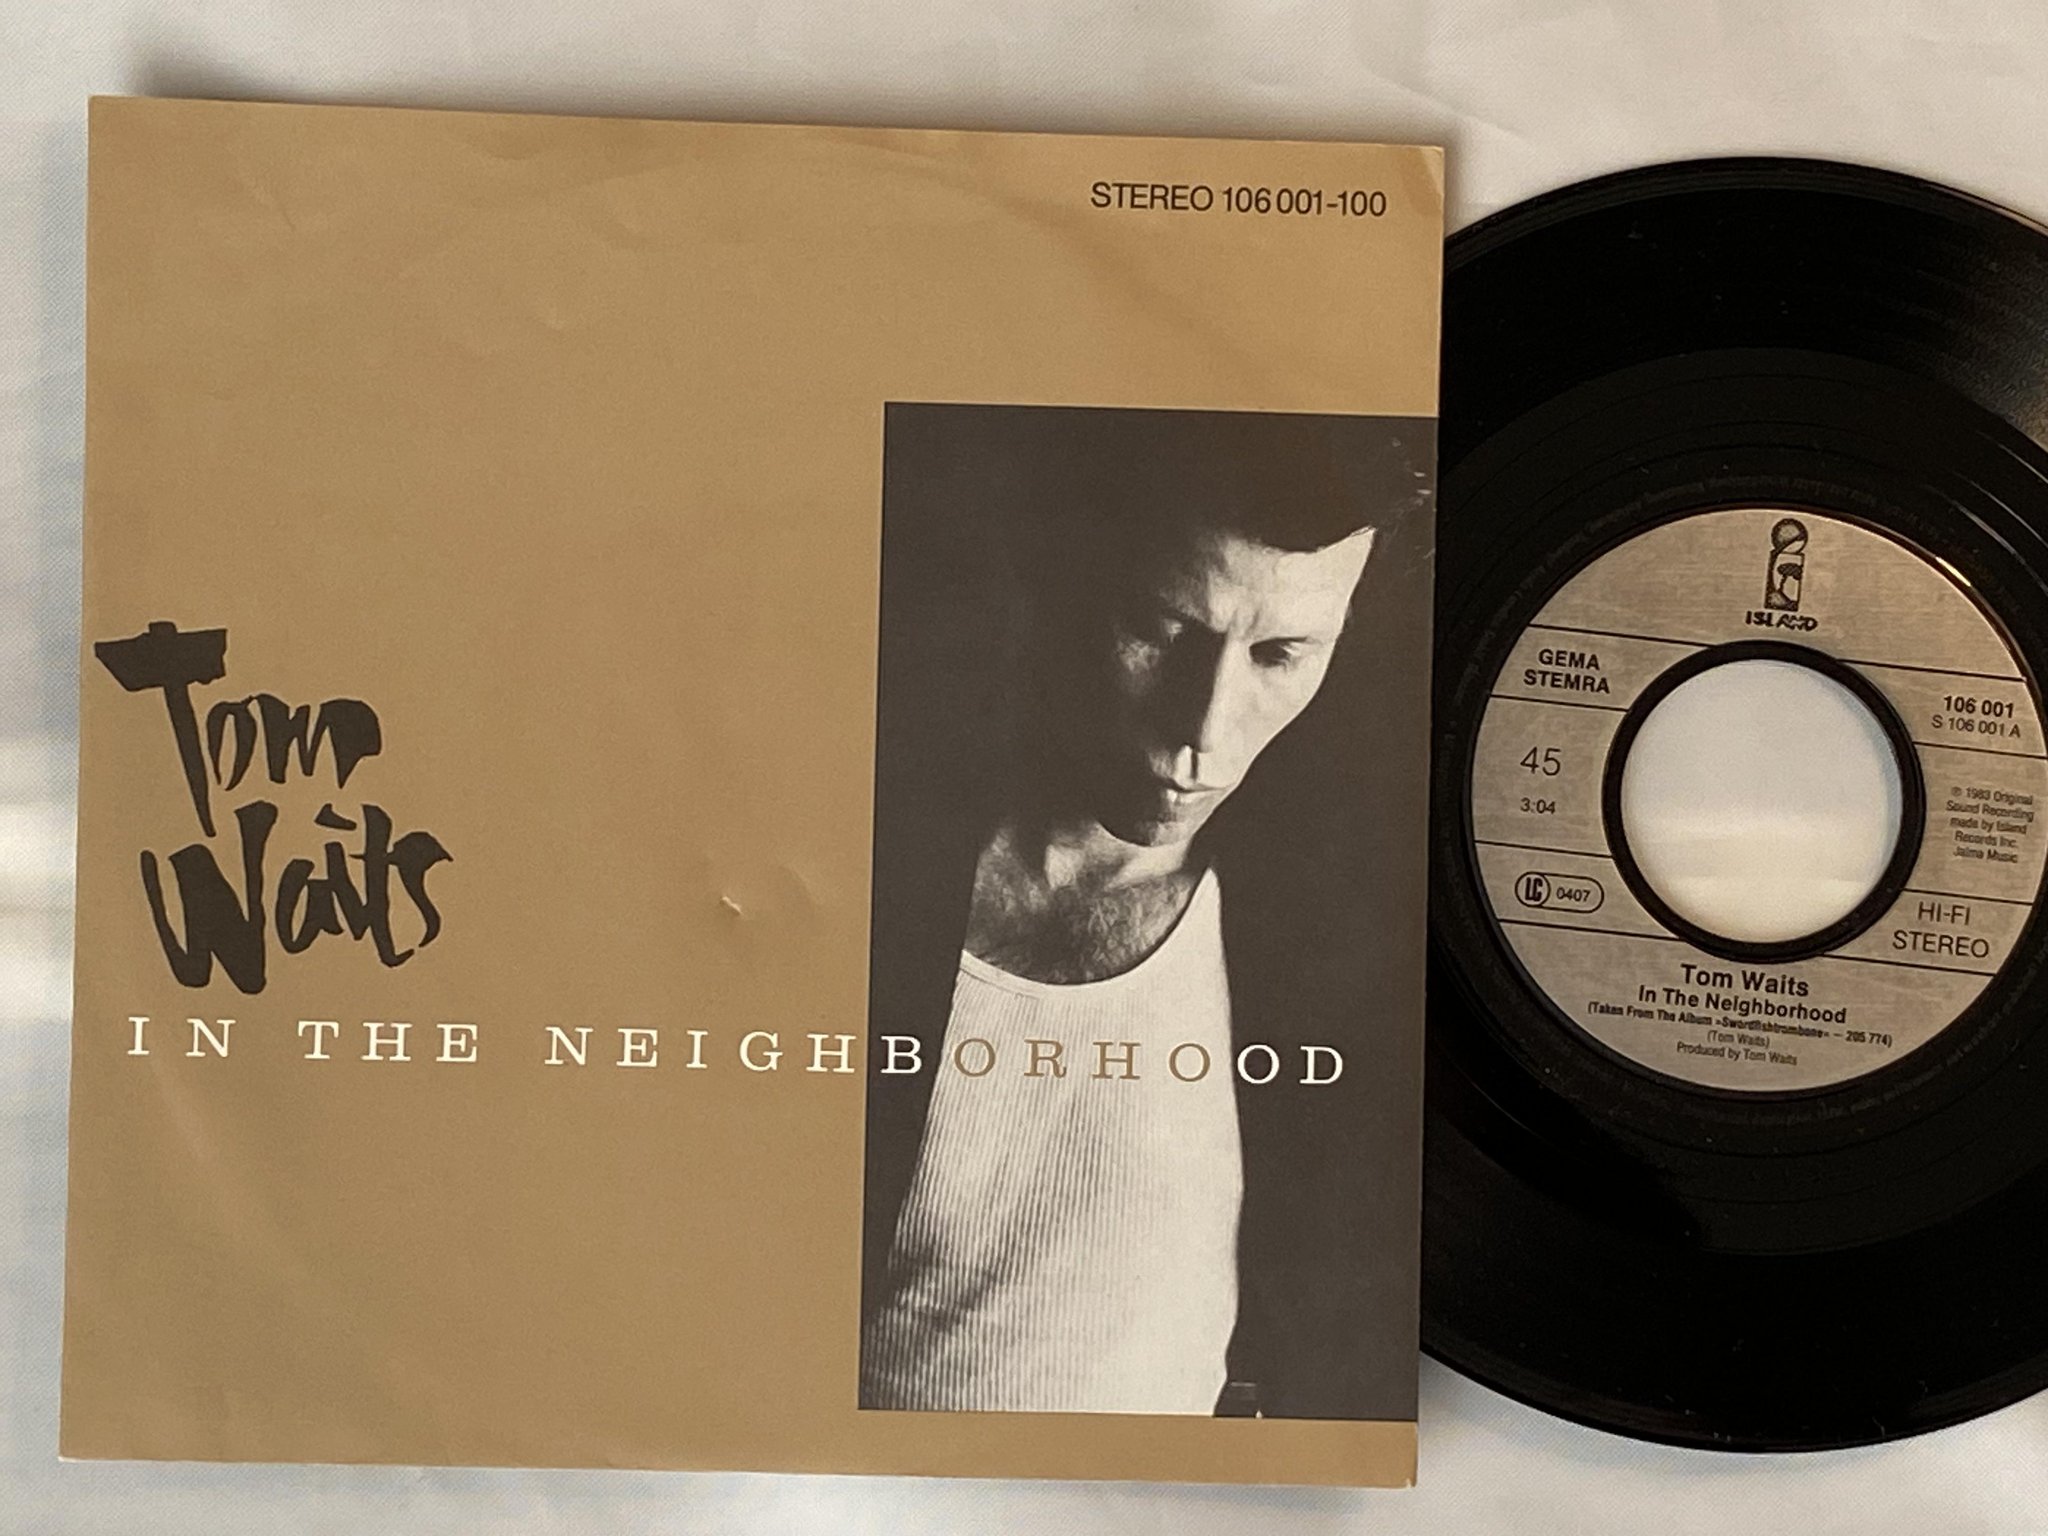 STEREO 106 001-100
Tom
Waits
IN THE NEIGHBORHOOD
ISLAND
GEMA
STEMRA
106 001
S 106 001 A
45
3:04
℗ 1983 Original
Sound Recording
made by Island
Records Inc.
Jalma Music
LC 0407
HI-FI
STEREO
Tom Waits
In The Neighborhood
(Taken From The Album »Swordfishtrombone« – 205 774)
(Tom Waits)
Produced by Tom Waits